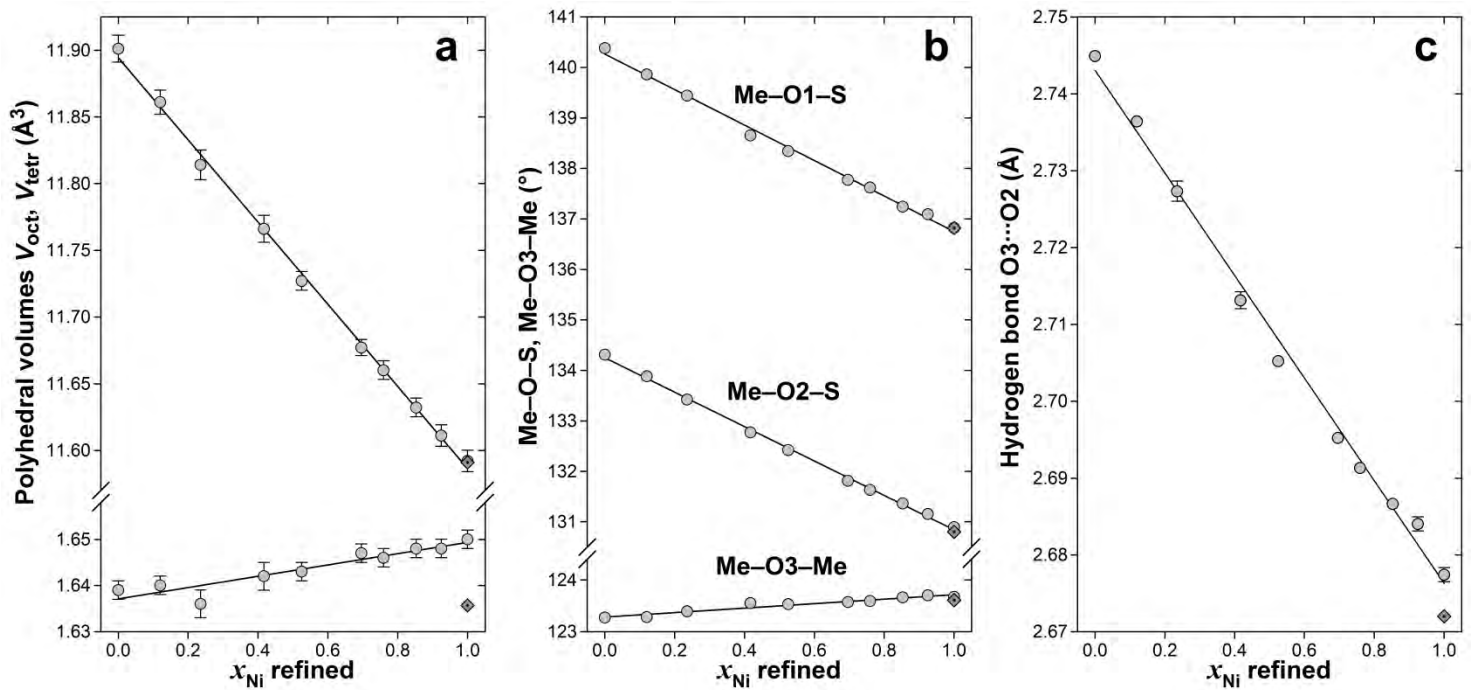 a
Polyhedral volumes Voct, Vtetr (Å3)
11.90
11.85
11.80
11.75
11.70
11.65
11.60
1.65
1.64
1.63
0.0 0.2 0.4 0.6 0.8 1.0
xNi refined
b
Me–O–S, Me–O3–Me (°)
141
140
139
138
137
136
135
134
133
132
131
124
123
Me–O1–S
Me–O2–S
Me–O3–Me
0.0 0.2 0.4 0.6 0.8 1.0
xNi refined
c
Hydrogen bond O3···O2 (Å)
2.75
2.74
2.73
2.72
2.71
2.70
2.69
2.68
2.67
0.0 0.2 0.4 0.6 0.8 1.0
xNi refined